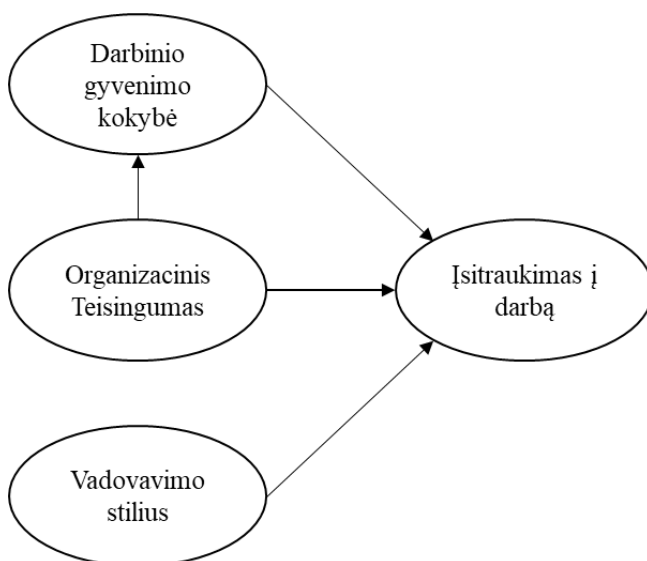 Darbinio
gyvenimo
kokybė
Organizacinis
Teisingumas
Įsitraukimas į
darbą
Vadovavimo
stilius